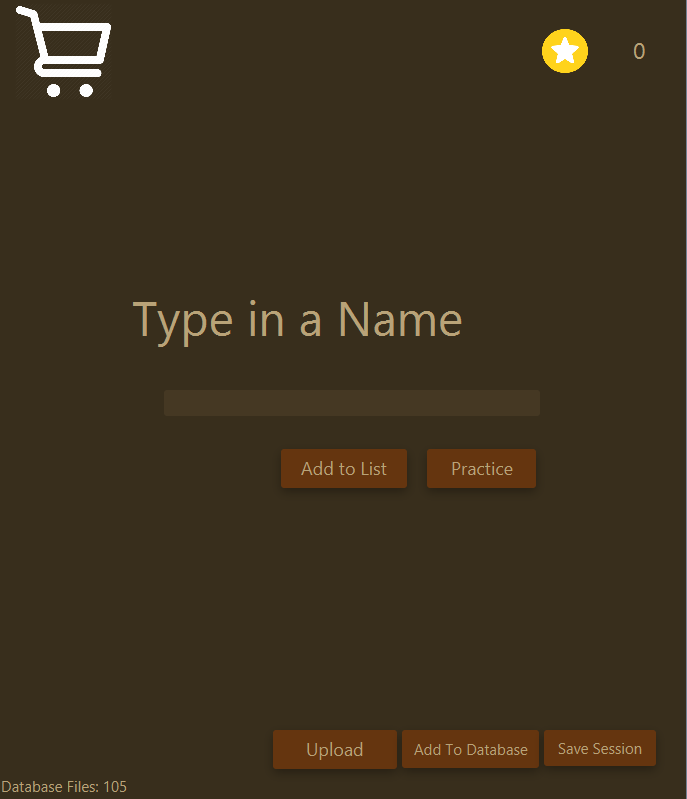 0
Type in a Name
Add to List Practice
Upload Add To Database Save Session
Database Files: 105